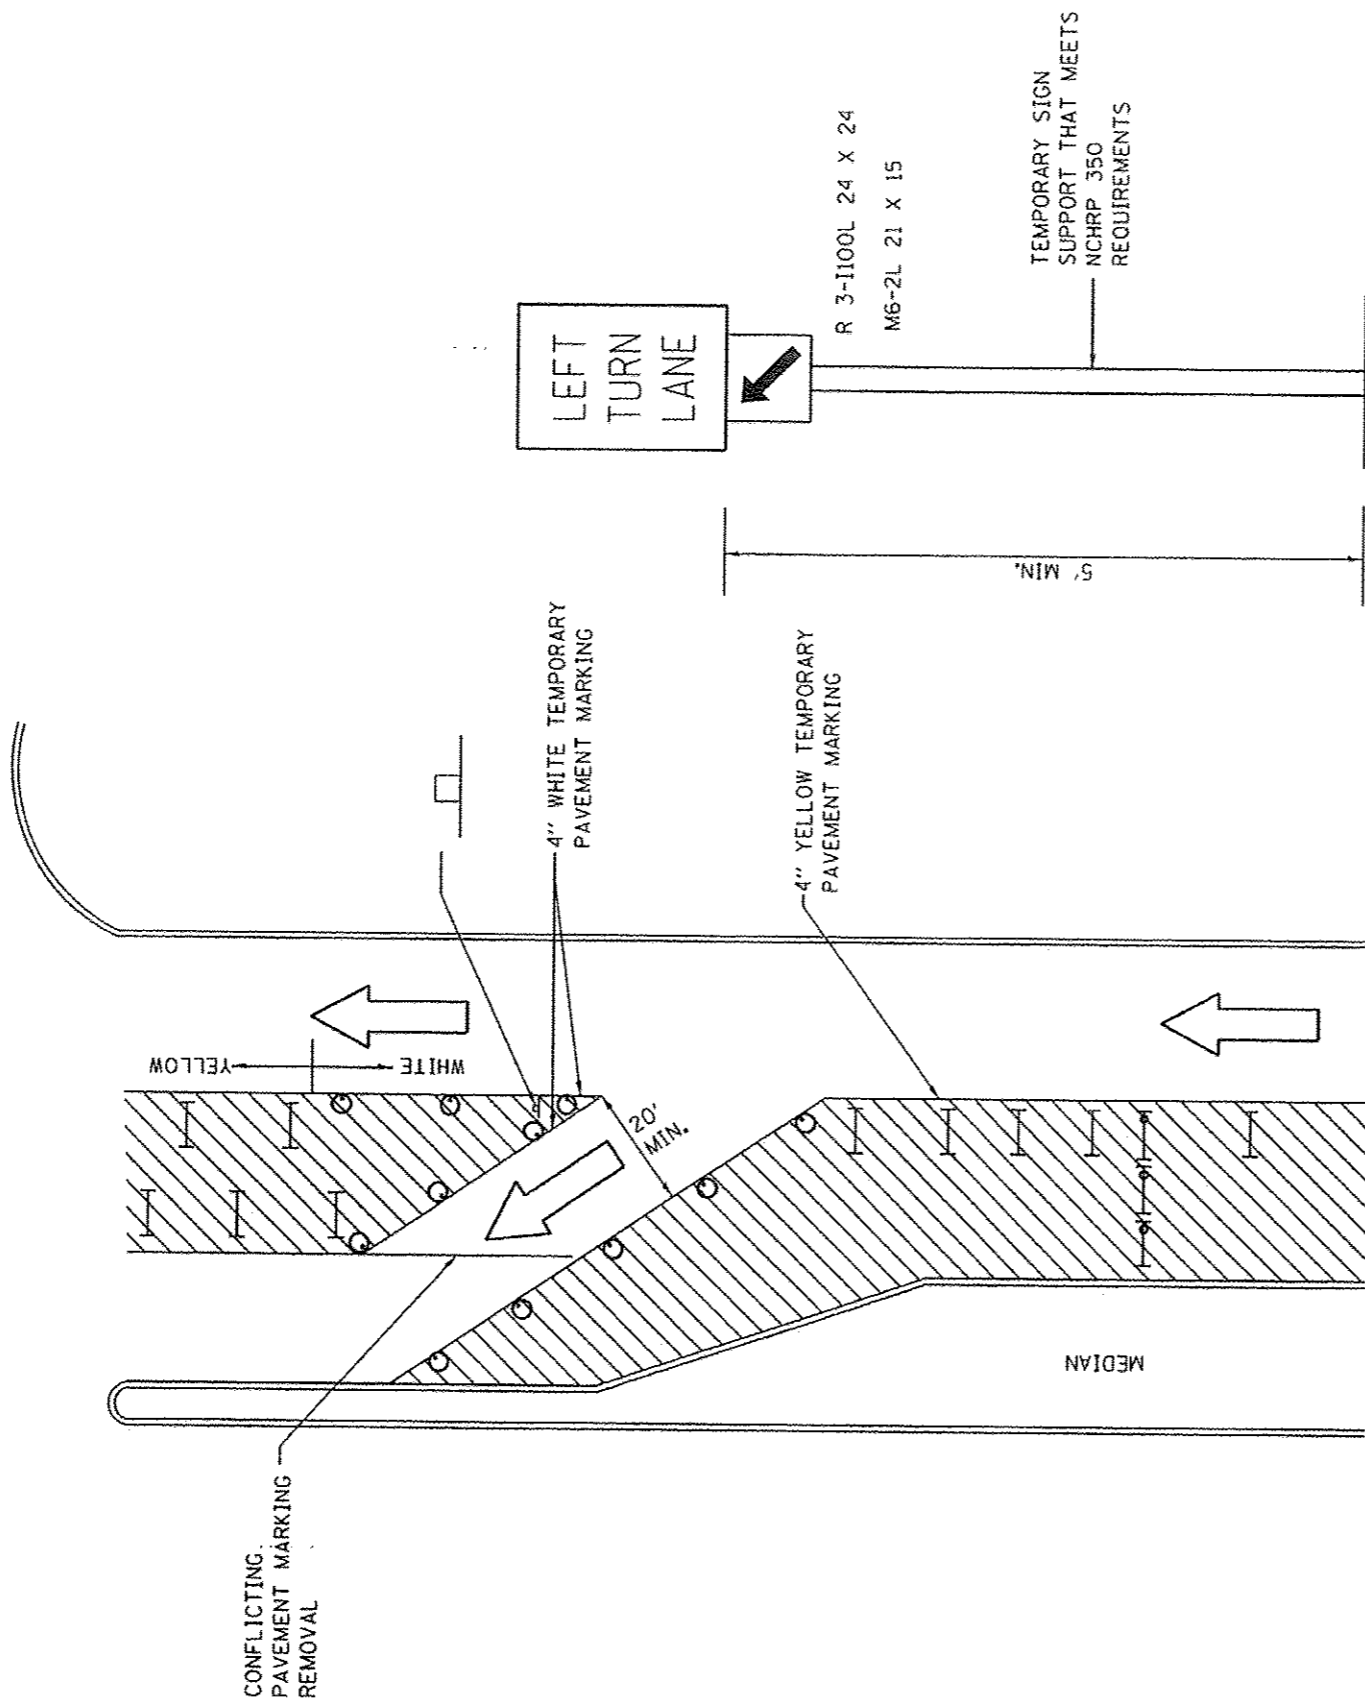 LEFT
TURN
LANE
R 3-I100L 24 X 24
M6-2L 21 X 15
TEMPORARY SIGN
SUPPORT THAT MEETS
NCHRP 350
REQUIREMENTS
5' MIN.
4" WHITE TEMPORARY
PAVEMENT MARKING
4" YELLOW TEMPORARY
PAVEMENT MARKING
YELLOW
WHITE
20'
MIN.
MEDIAN
CONFLICTING
PAVEMENT MARKING
REMOVAL